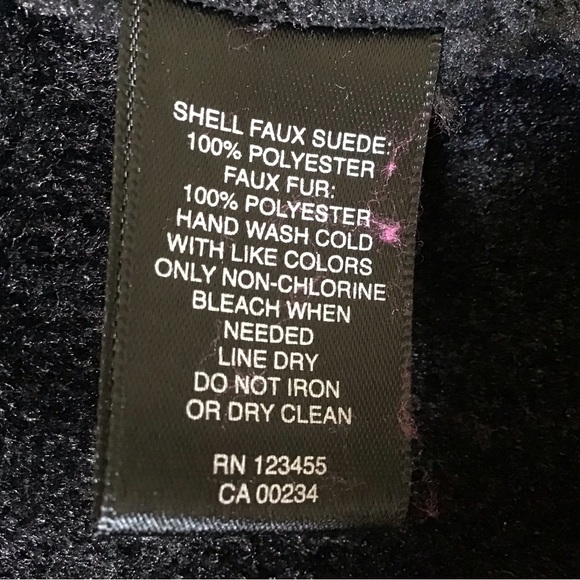 SHELL FAUX SUEDE:
100% POLYESTER
FAUX FUR:
100% POLYESTER
HAND WASH COLD
WITH LIKE COLORS
ONLY NON-CHLORINE
BLEACH WHEN
NEEDED
LINE DRY
DO NOT IRON
OR DRY CLEAN
RN 123455
CA 00234